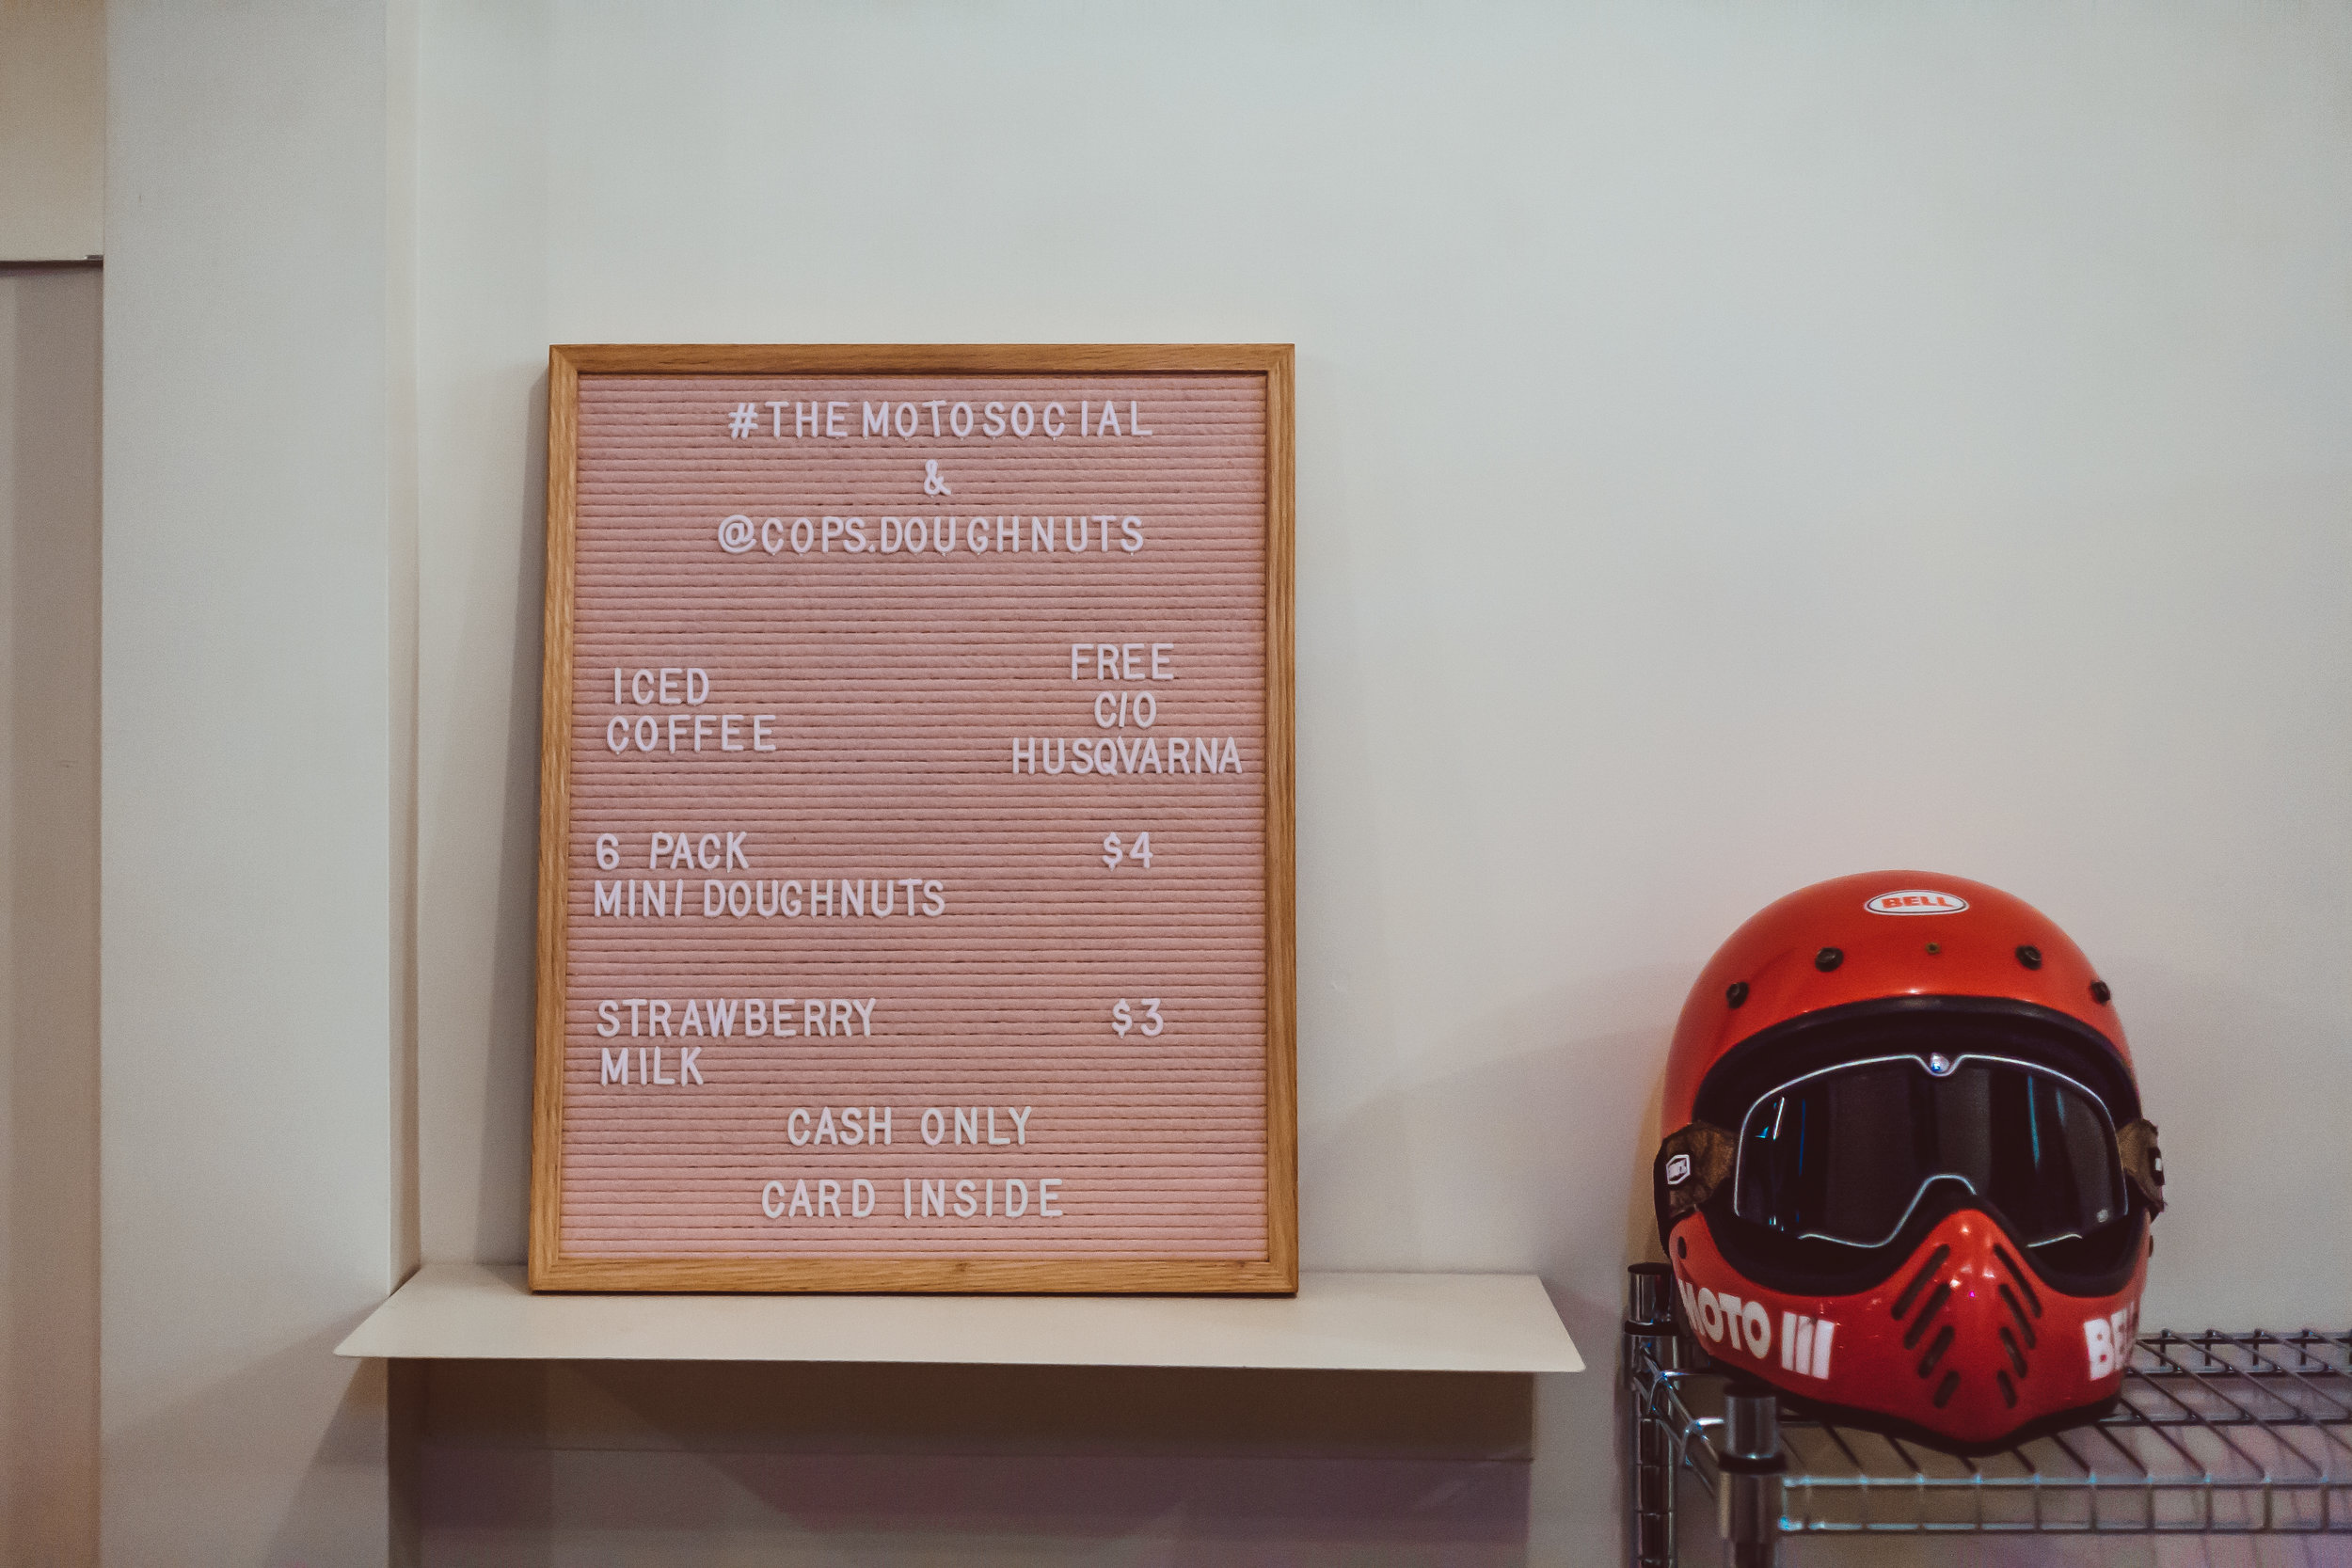 #THEMOTOSOCIAL
&
@COPS.DOUGHNUTS
ICED
COFFEE
FREE
C/O
HUSQVARNA
6 PACK
MINI DOUGHNUTS
$4
STRAWBERRY
MILK
$3
CASH ONLY
CARD INSIDE
BELL
MOTO III